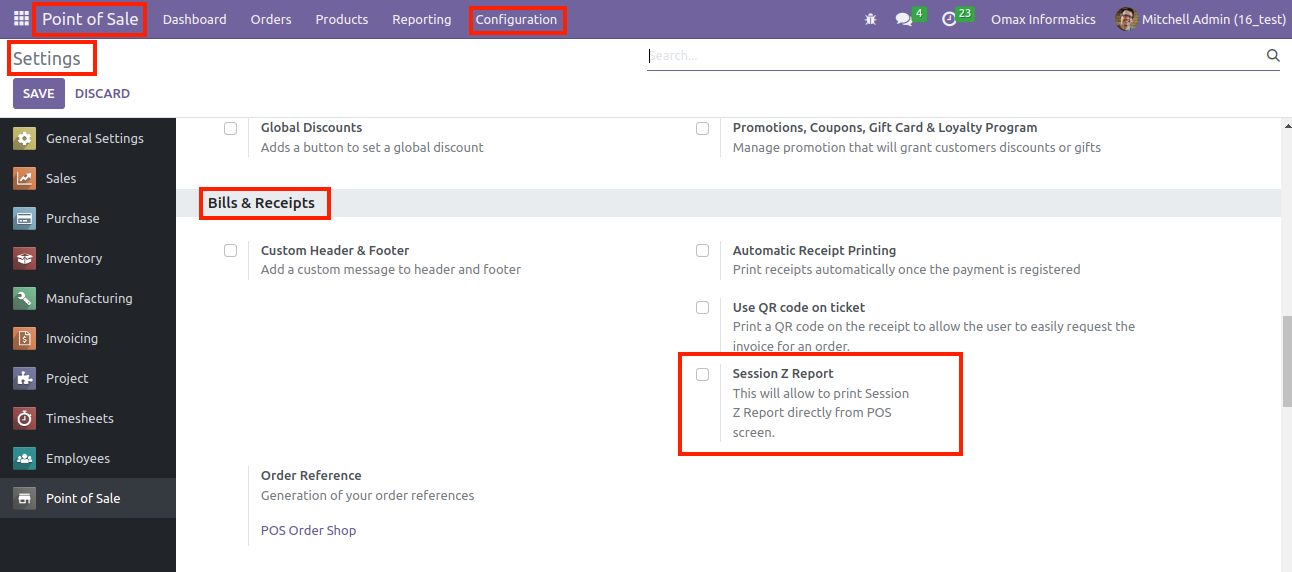 Point of Sale Dashboard Orders Products Reporting Configuration 4 23 Omax Informatics Mitchell Admin (16_test)
Settings
Search...
SAVE DISCARD
General Settings
Sales
Purchase
Inventory
Manufacturing
Invoicing
Project
Timesheets
Employees
Point of Sale
Global Discounts
Adds a button to set a global discount
Promotions, Coupons, Gift Card & Loyalty Program
Manage promotion that will grant customers discounts or gifts
Bills & Receipts
Custom Header & Footer
Add a custom message to header and footer
Automatic Receipt Printing
Print receipts automatically once the payment is registered
Use QR code on ticket
Print a QR code on the receipt to allow the user to easily request the
invoice for an order.
Session Z Report
This will allow to print Session
Z Report directly from POS
screen.
Order Reference
Generation of your order references
POS Order Shop